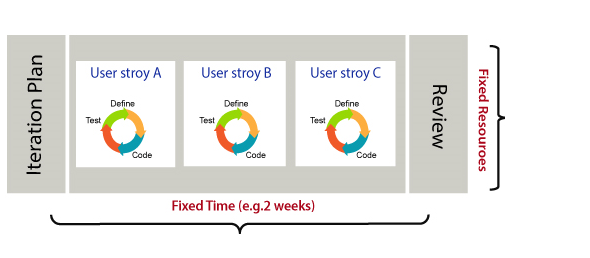 Iteration Plan
User stroy A
Define
Test
Code
User stroy B
Define
Test
Code
User stroy C
Define
Test
Code
Review
Fixed Resouroes
Fixed Time (e.g.2 weeks)